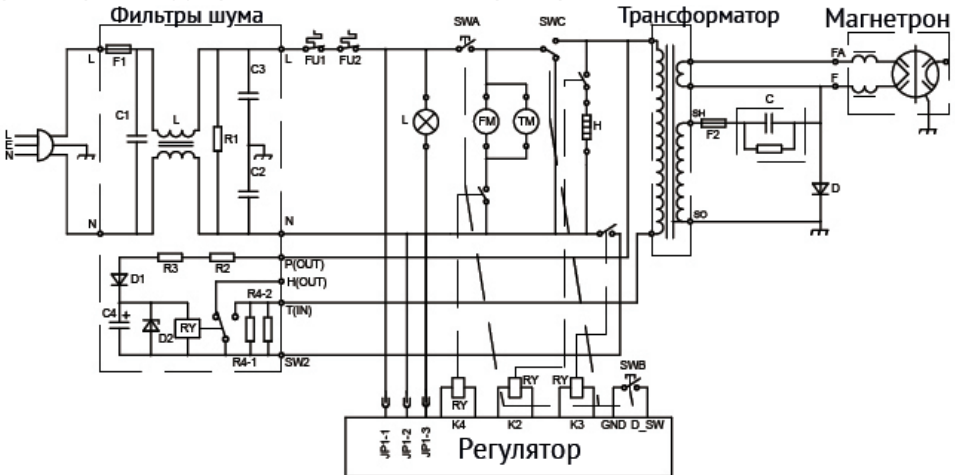 Фильтры шума
SWA
SWC
Трансформатор
Магнетрон
L
F1
L
FU1
FU2
FA
F
C3
C1
L
R1
L
FM
TM
H
SH
F2
C
L
E
N
C2
D
N
N
SO
R3
R2
P(OUT)
D1
H(OUT)
C4
+
R4-2
T(IN)
RY
D2
R4-1
SW2
SWB
RY
RY
RY
K4
K2
K3
GND
D_SW
JP1-1
JP1-2
JP1-3
Регулятор